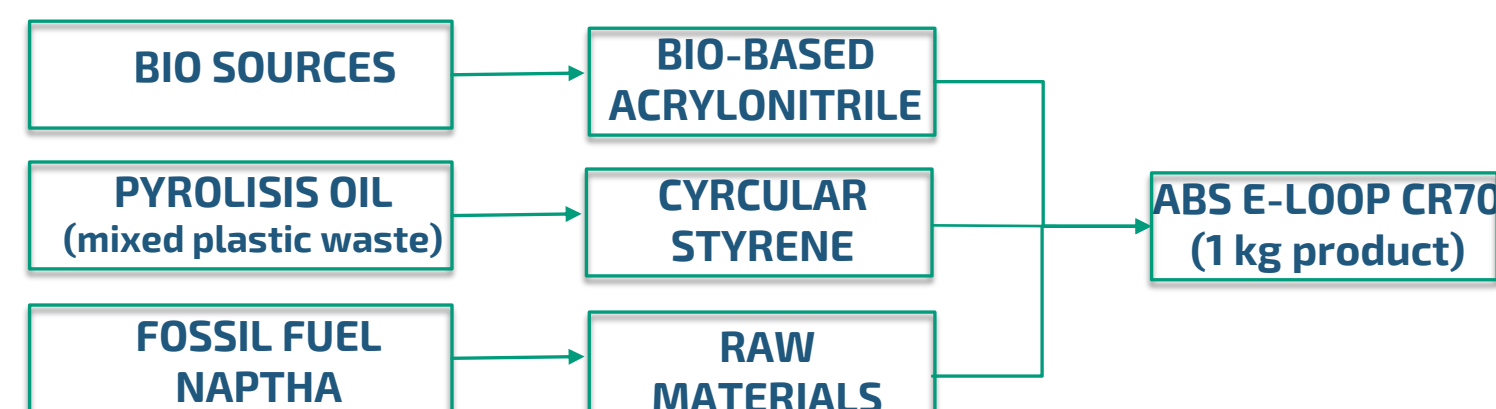 BIO SOURCES
BIO-BASED
ACRYLONITRILE
PYROLISIS OIL
(mixed plastic waste)
CYRCULAR
STYRENE
ABS E-LOOP CR70
(1 kg product)
FOSSIL FUEL
NAPTHA
RAW
MATERIALS